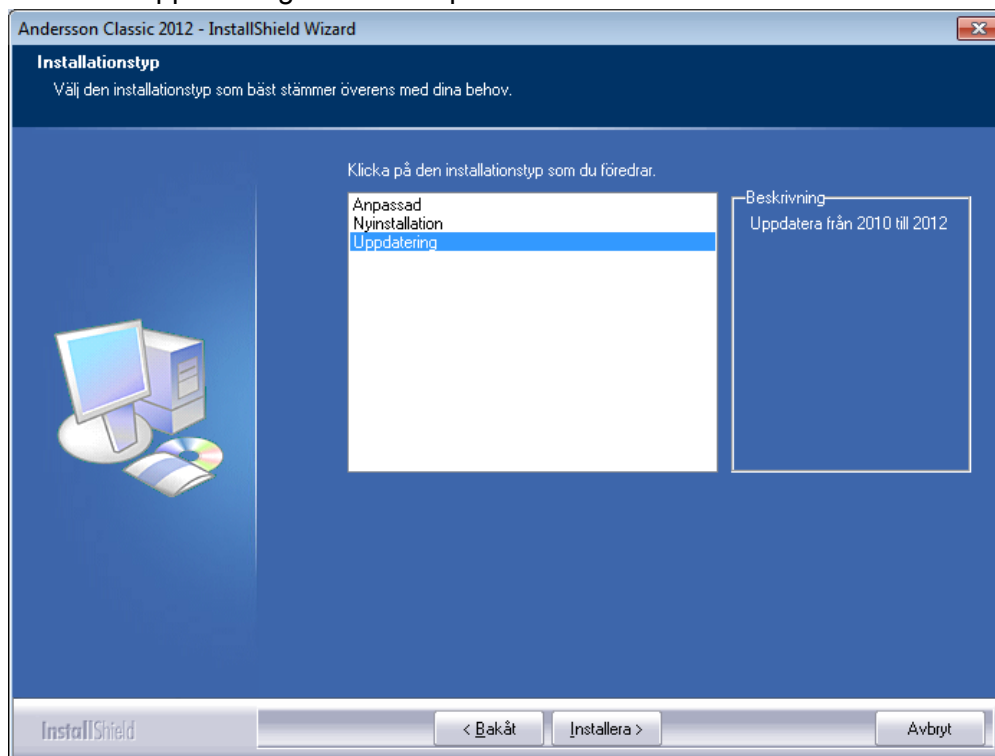 Andersson Classic 2012 - InstallShield Wizard
Installationstyp
Välj den installationstyp som bäst stämmer överens med dina behov.
Klicka på den installationstyp som du föredrar.
Anpassad
Nyinstallation
Uppdatering
Beskrivning
Uppdatera från 2010 till 2012
InstallShield
< Bakåt
Installera >
Avbryt